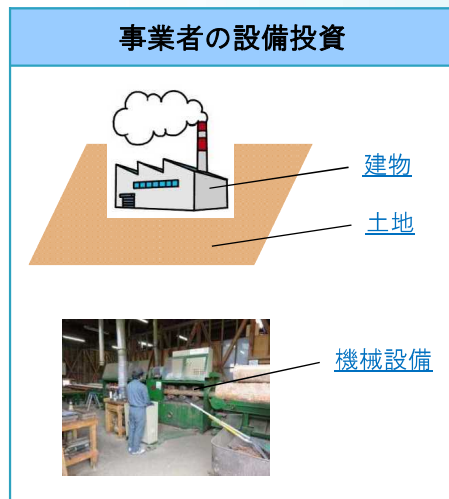 事業者の設備投資
建物
土地
機械設備